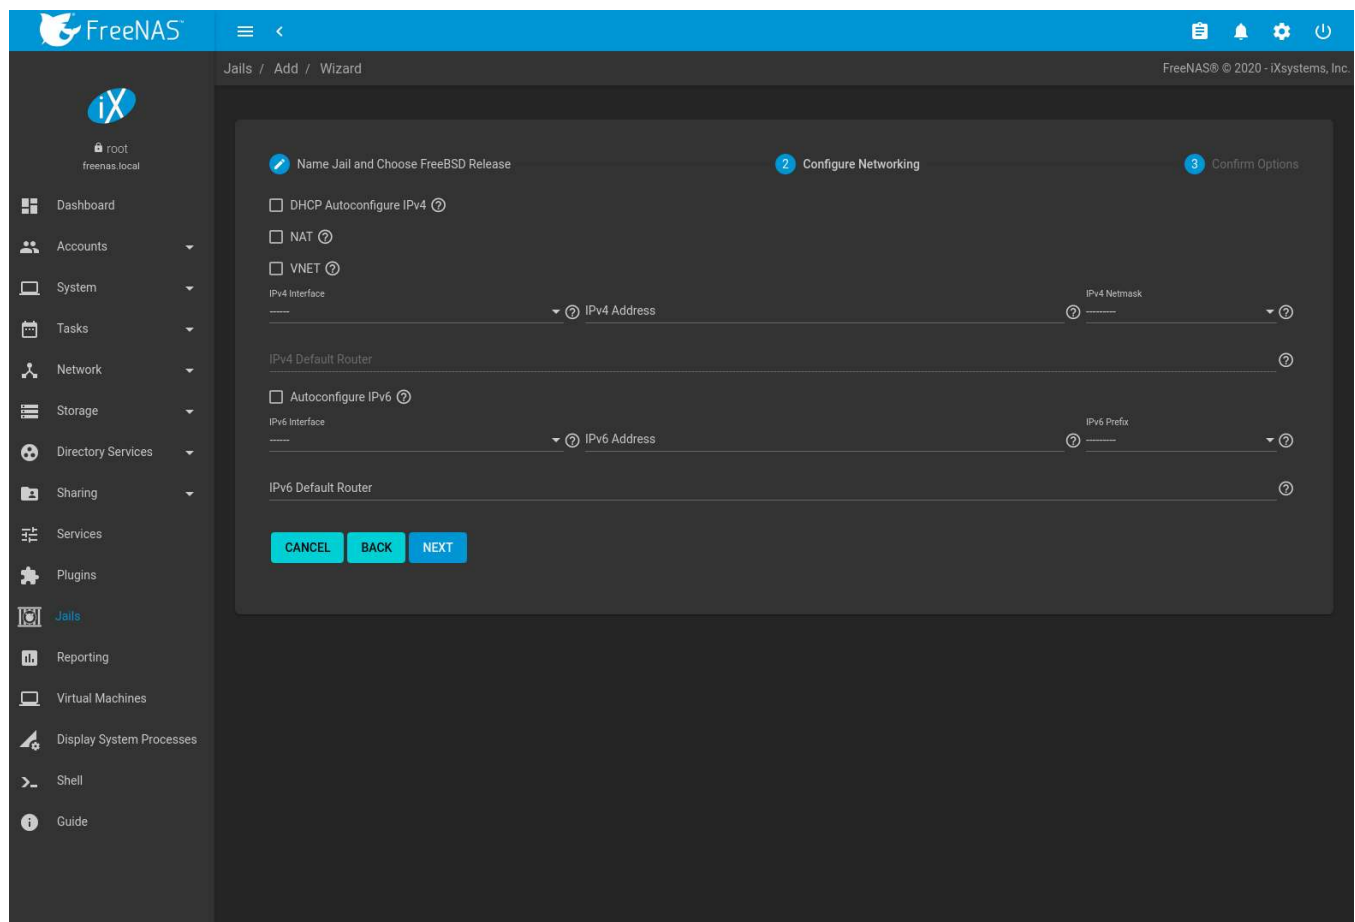 FreeNAS™
Jails / Add / Wizard
FreeNAS® © 2020 - iXsystems, Inc.
iX
root
freenas.local
Dashboard
Accounts
System
Tasks
Network
Storage
Directory Services
Sharing
Services
Plugins
Jails
Reporting
Virtual Machines
Display System Processes
Shell
Guide
Name Jail and Choose FreeBSD Release
2 Configure Networking
3 Confirm Options
DHCP Autoconfigure IPv4
NAT
VNET
IPv4 Interface
------
IPv4 Address
IPv4 Netmask
---------
IPv4 Default Router
Autoconfigure IPv6
IPv6 Interface
------
IPv6 Address
IPv6 Prefix
---------
IPv6 Default Router
CANCEL BACK NEXT